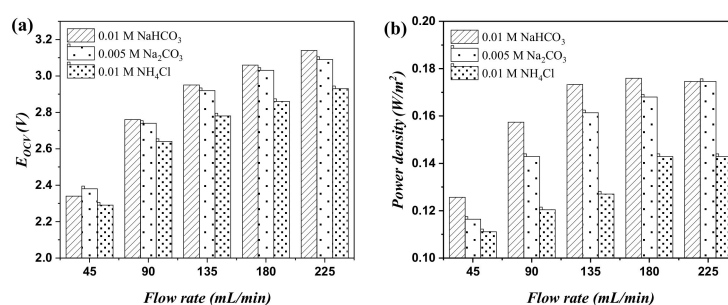 (a)
0.01 M NaHCO₃
0.005 M Na₂CO₃
0.01 M NH₄Cl
E_OCV (V)
3.2
3.0
2.8
2.6
2.4
2.2
2.0
45 90 135 180 225
Flow rate (mL/min)
(b)
0.01 M NaHCO₃
0.005 M Na₂CO₃
0.01 M NH₄Cl
Power density (W/m²)
0.20
0.18
0.16
0.14
0.12
0.10
45 90 135 180 225
Flow rate (mL/min)